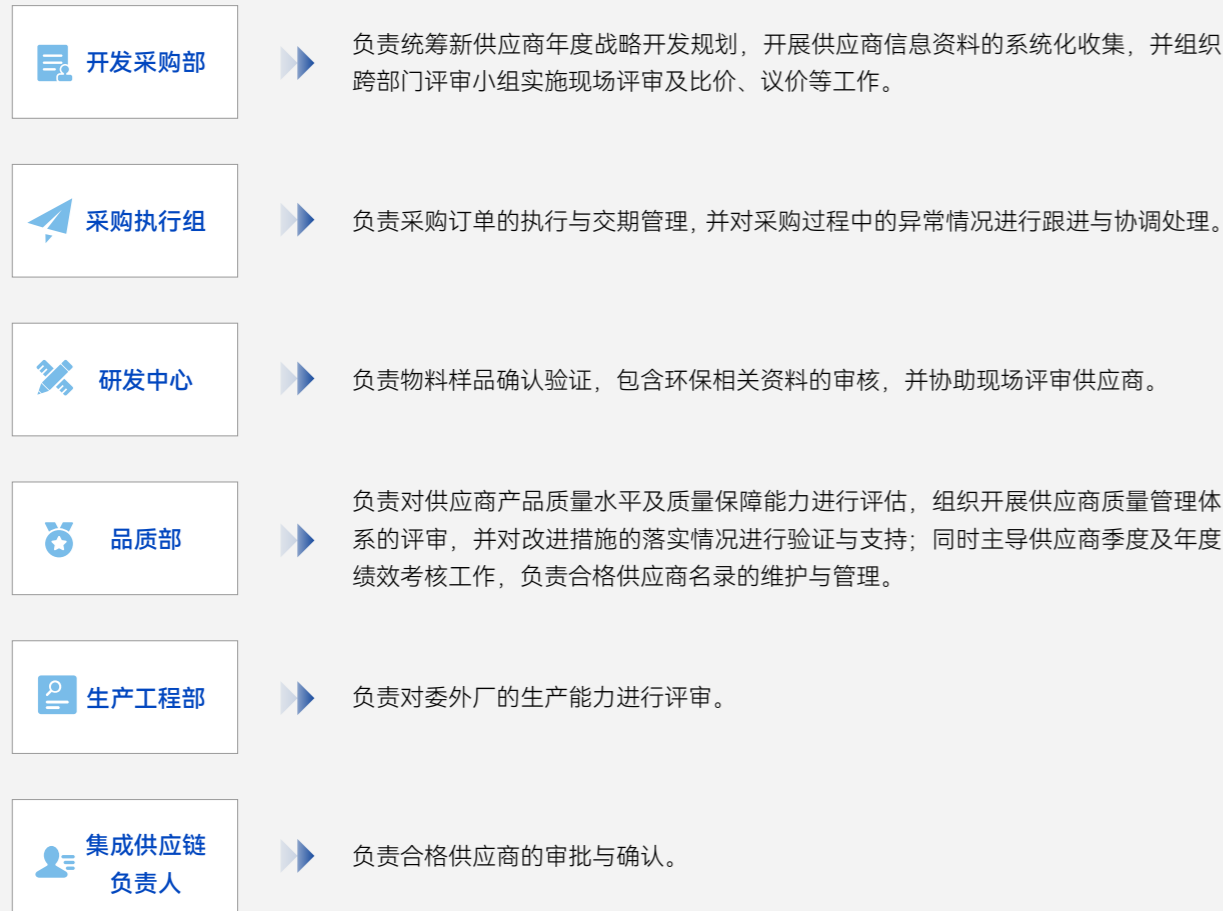 开发采购部
负责统筹新供应商年度战略开发规划，开展供应商信息资料的系统化收集，并组织
跨部门评审小组实施现场评审及比价、议价等工作。
采购执行组
负责采购订单的执行与交期管理，并对采购过程中的异常情况进行跟进与协调处理。
研发中心
负责物料样品确认验证，包含环保相关资料的审核，并协助现场评审供应商。
品质部
负责对供应商产品质量水平及质量保障能力进行评估，组织开展供应商质量管理体
系的评审，并对改进措施的落实情况进行验证与支持；同时主导供应商季度及年度
绩效考核工作，负责合格供应商名录的维护与管理。
生产工程部
负责对委外厂的生产能力进行评审。
集成供应链
负责人
负责合格供应商的审批与确认。